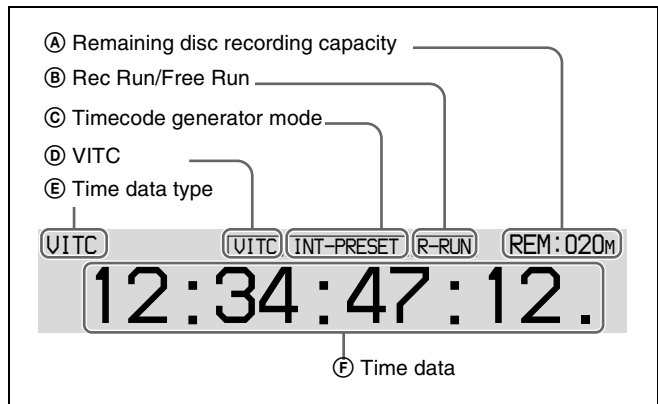 Ⓐ Remaining disc recording capacity
Ⓑ Rec Run/Free Run
Ⓒ Timecode generator mode
Ⓓ VITC
Ⓔ Time data type
VITC VITC INT-PRESET R-RUN REM:020M
12:34:47:12.
Ⓕ Time data